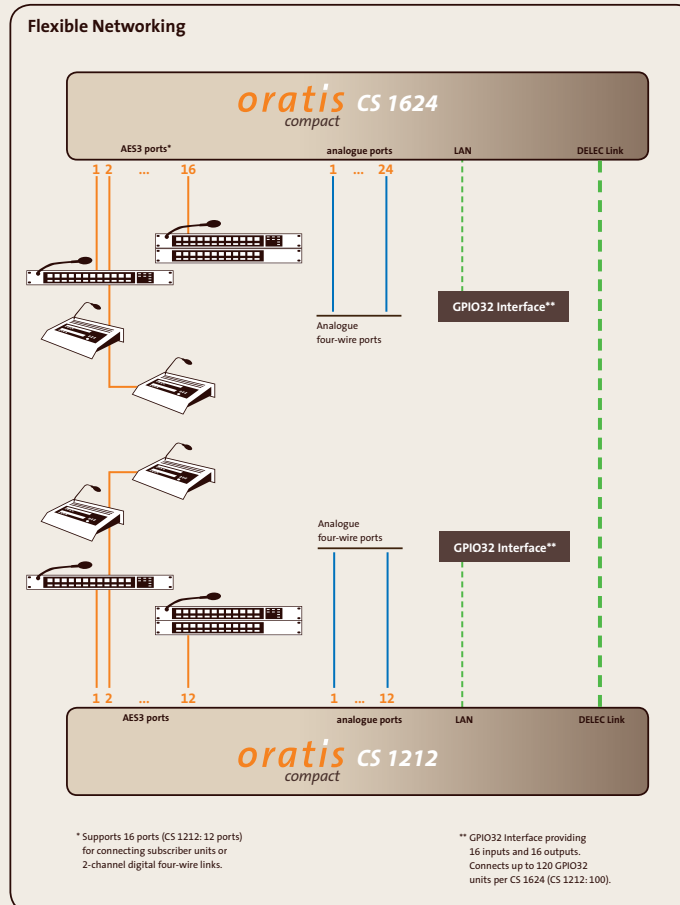 Flexible Networking
oratis CS 1624
compact
AES3 ports* analogue ports LAN DELEC Link
1 2 ... 16 1 ... 24
GPIO32 Interface**
Analogue
four-wire ports
Analogue
four-wire ports
GPIO32 Interface**
1 2 ... 12 1 ... 12
AES3 ports analogue ports LAN DELEC Link
oratis CS 1212
compact
* Supports 16 ports (CS 1212: 12 ports)
for connecting subscriber units or
2-channel digital four-wire links.
** GPIO32 Interface providing
16 inputs and 16 outputs.
Connects up to 120 GPIO32
units per CS 1624 (CS 1212: 100).